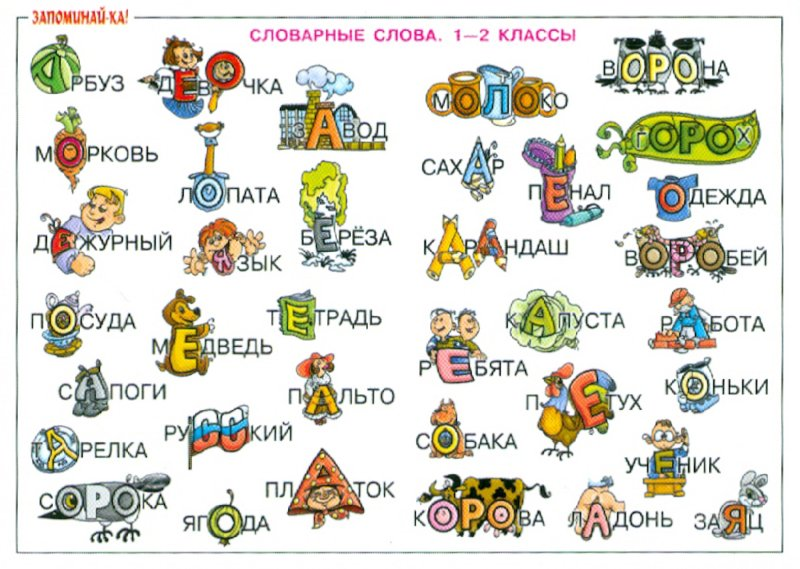 ЗАПОМИНАЙ-КА!
СЛОВАРНЫЕ СЛОВА. 1—2 КЛАССЫ
АРБУЗ
ДЕВОЧКА
ЗАВОД
МОЛОКО
ВОРОНА
МОРКОВЬ
ЛОПАТА
САХАР
ПЕНАЛ
ГОРОХ
ОДЕЖДА
ДЕЖУРНЫЙ
ЯЗЫК
БЕРЁЗА
КАРАНДАШ
ВОРОБЕЙ
ПОСУДА
МЕДВЕДЬ
ТЕТРАДЬ
КАПУСТА
РАБОТА
САПОГИ
ПАЛЬТО
РЕБЯТА
ПЕТУХ
КОНЬКИ
ТАРЕЛКА
РУССКИЙ
СОБАКА
УЧЕНИК
СОРОКА
ЯГОДА
ПЛАТОК
КОРОВА
ЛАДОНЬ
ЗАЯЦ